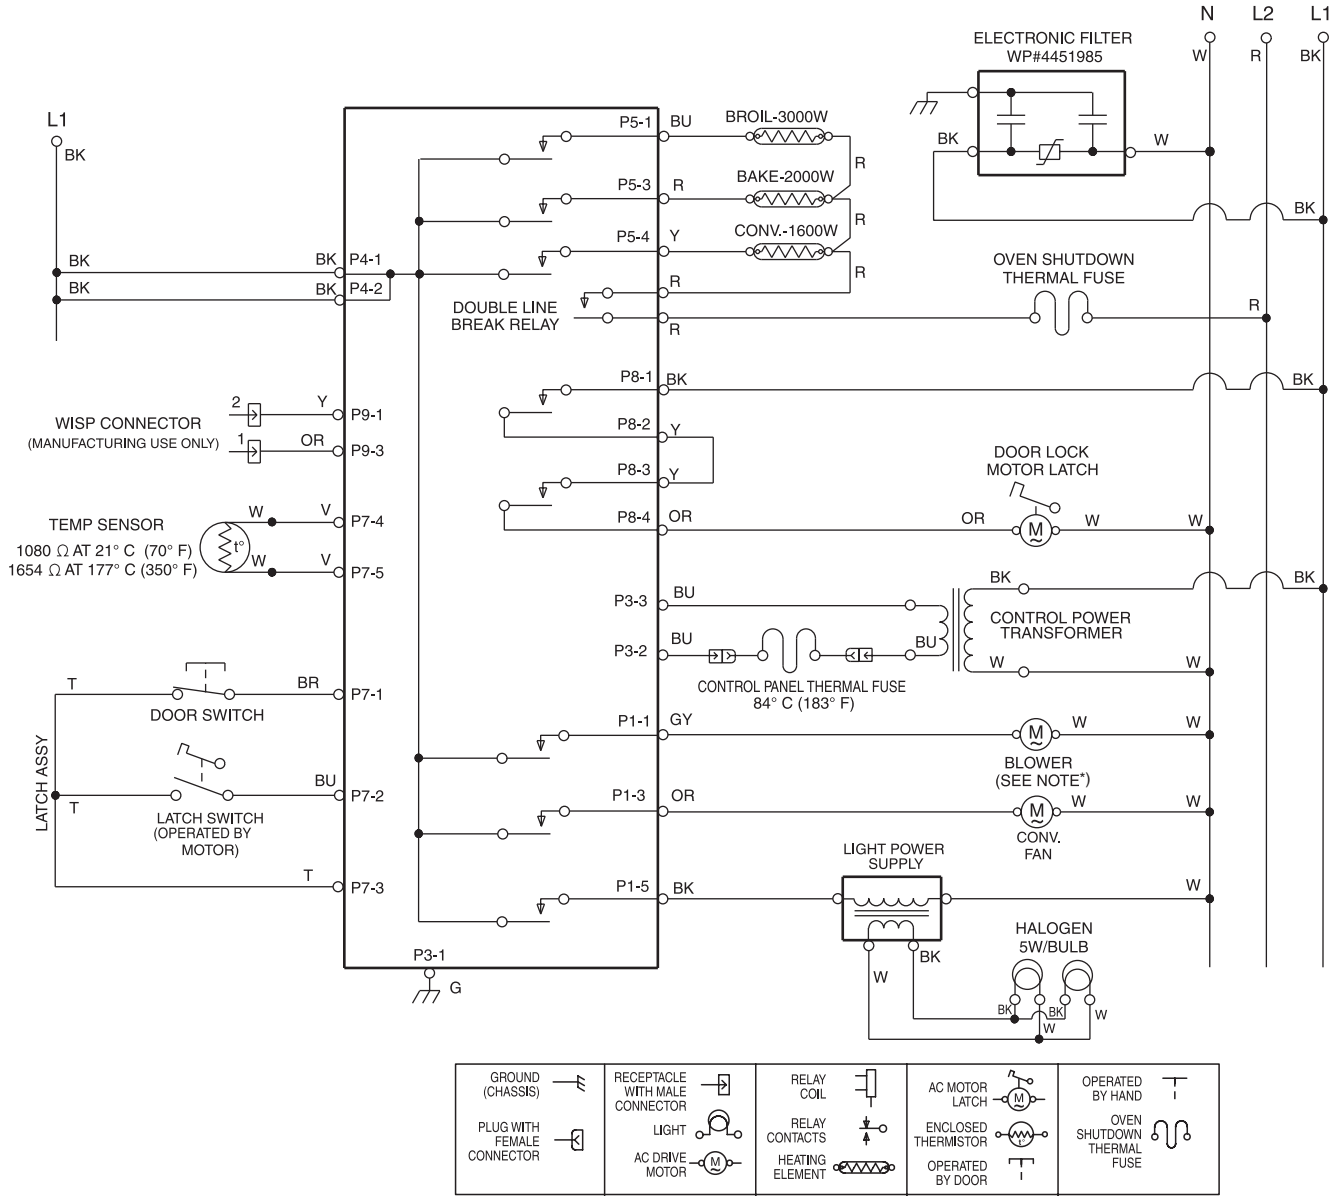 N L2 L1
ELECTRONIC FILTER
WP#4451985
W R BK
L1
BK
P5-1 BU
BROIL-3000W
R
BK
W
P5-3 R
BAKE-2000W
R
BK
P5-4 Y
CONV.-1600W
R
BK
BK P4-1
BK
BK P4-2
R
DOUBLE LINE
BREAK RELAY
R
OVEN SHUTDOWN
THERMAL FUSE
R
P8-1 BK
BK
WISP CONNECTOR
(MANUFACTURING USE ONLY)
2
Y P9-1
1
OR P9-3
P8-2 Y
P8-3 Y
P8-4 OR
DOOR LOCK
MOTOR LATCH
OR
M
~
W
W
TEMP SENSOR
1080 Ω AT 21° C (70° F)
1654 Ω AT 177° C (350° F)
t°
W V P7-4
W V P7-5
P3-3 BU
P3-2 BU
BU
CONTROL PANEL THERMAL FUSE
84° C (183° F)
BK
BK
CONTROL POWER
TRANSFORMER
W
W
LATCH ASSY
T
BR P7-1
DOOR SWITCH
T
BU P7-2
LATCH SWITCH
(OPERATED BY
MOTOR)
T P7-3
P1-1 GY
M
~
W
W
BLOWER
(SEE NOTE*)
P1-3 OR
M
~
W
W
CONV.
FAN
LIGHT POWER
SUPPLY
P1-5 BK
W
W
BK
HALOGEN
5W/BULB
BK
W
BK
W
P3-1
G
GROUND
(CHASSIS)
PLUG WITH
FEMALE
CONNECTOR
RECEPTACLE
WITH MALE
CONNECTOR
LIGHT
AC DRIVE
MOTOR
M
~
RELAY
COIL
RELAY
CONTACTS
HEATING
ELEMENT
AC MOTOR
LATCH
M
~
ENCLOSED
THERMISTOR
t°
OPERATED
BY DOOR
OPERATED
BY HAND
OVEN
SHUTDOWN
THERMAL
FUSE